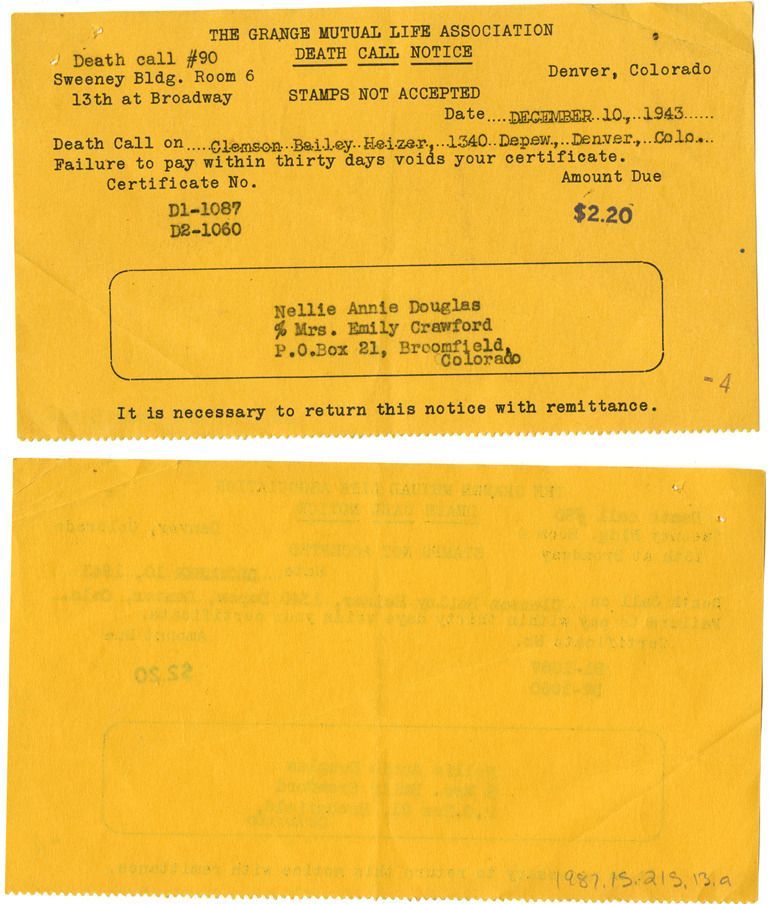 THE GRANGE MUTUAL LIFE ASSOCIATION
Death call #90 DEATH CALL NOTICE
Sweeney Bldg. Room 6 Denver, Colorado
13th at Broadway STAMPS NOT ACCEPTED
Date....DECEMBER..10.,..1943......
Death Call on.....Clemson..Bailey..Heizer,..1340..Depew,..Denver,..Colo...
Failure to pay within thirty days voids your certificate.
Certificate No. Amount Due
D1-1087 $2.20
D2-1060
Nellie Annie Douglas
% Mrs. Emily Crawford
P.O.Box 21, Broomfield,
Colorado
-4
It is necessary to return this notice with remittance.
1987.15.215.13.a